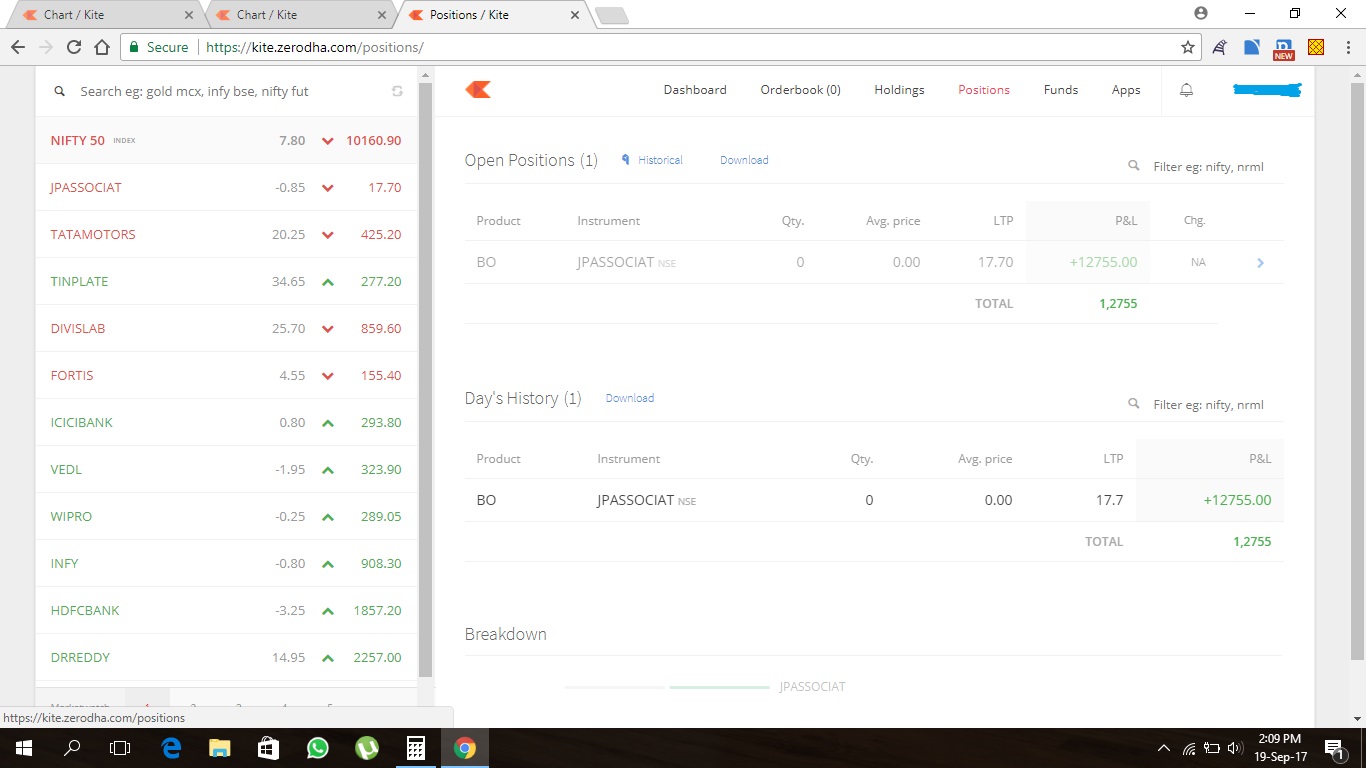 Chart / Kite
Chart / Kite
Positions / Kite
Secure https://kite.zerodha.com/positions/
NEW
Search eg: gold mcx, infy bse, nifty fut
NIFTY 50 INDEX 7.80 10160.90
JPASSOCIAT -0.85 17.70
TATAMOTORS 20.25 425.20
TINPLATE 34.65 277.20
DIVISLAB 25.70 859.60
FORTIS 4.55 155.40
ICICIBANK 0.80 293.80
VEDL -1.95 323.90
WIPRO -0.25 289.05
INFY -0.80 908.30
HDFCBANK -3.25 1857.20
DRREDDY 14.95 2257.00
Marketwatch 1 2 3 4 5
https://kite.zerodha.com/positions
Dashboard Orderbook (0) Holdings Positions Funds Apps
Open Positions (1) Historical Download Filter eg: nifty, nrml
Product Instrument Qty. Avg. price LTP P&L Chg.
BO JPASSOCIAT NSE 0 0.00 17.70 +12755.00 NA
TOTAL 1,2755
Day's History (1) Download Filter eg: nifty, nrml
Product Instrument Qty. Avg. price LTP P&L
BO JPASSOCIAT NSE 0 0.00 17.7 +12755.00
TOTAL 1,2755
Breakdown
JPASSOCIAT
2:09 PM
19-Sep-17
1